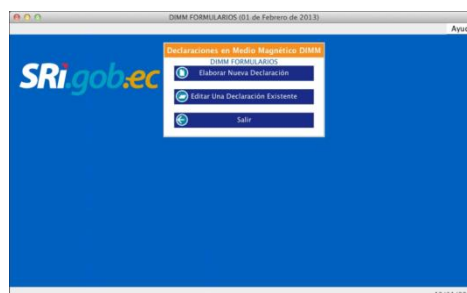 DIMM FORMULARIOS (01 de Febrero de 2013)
Declaraciones en Medio Magnético DIMM
DIMM FORMULARIOS
SRi.gob.ec
Elaborar Nueva Declaración
Editar Una Declaración Existente
Salir